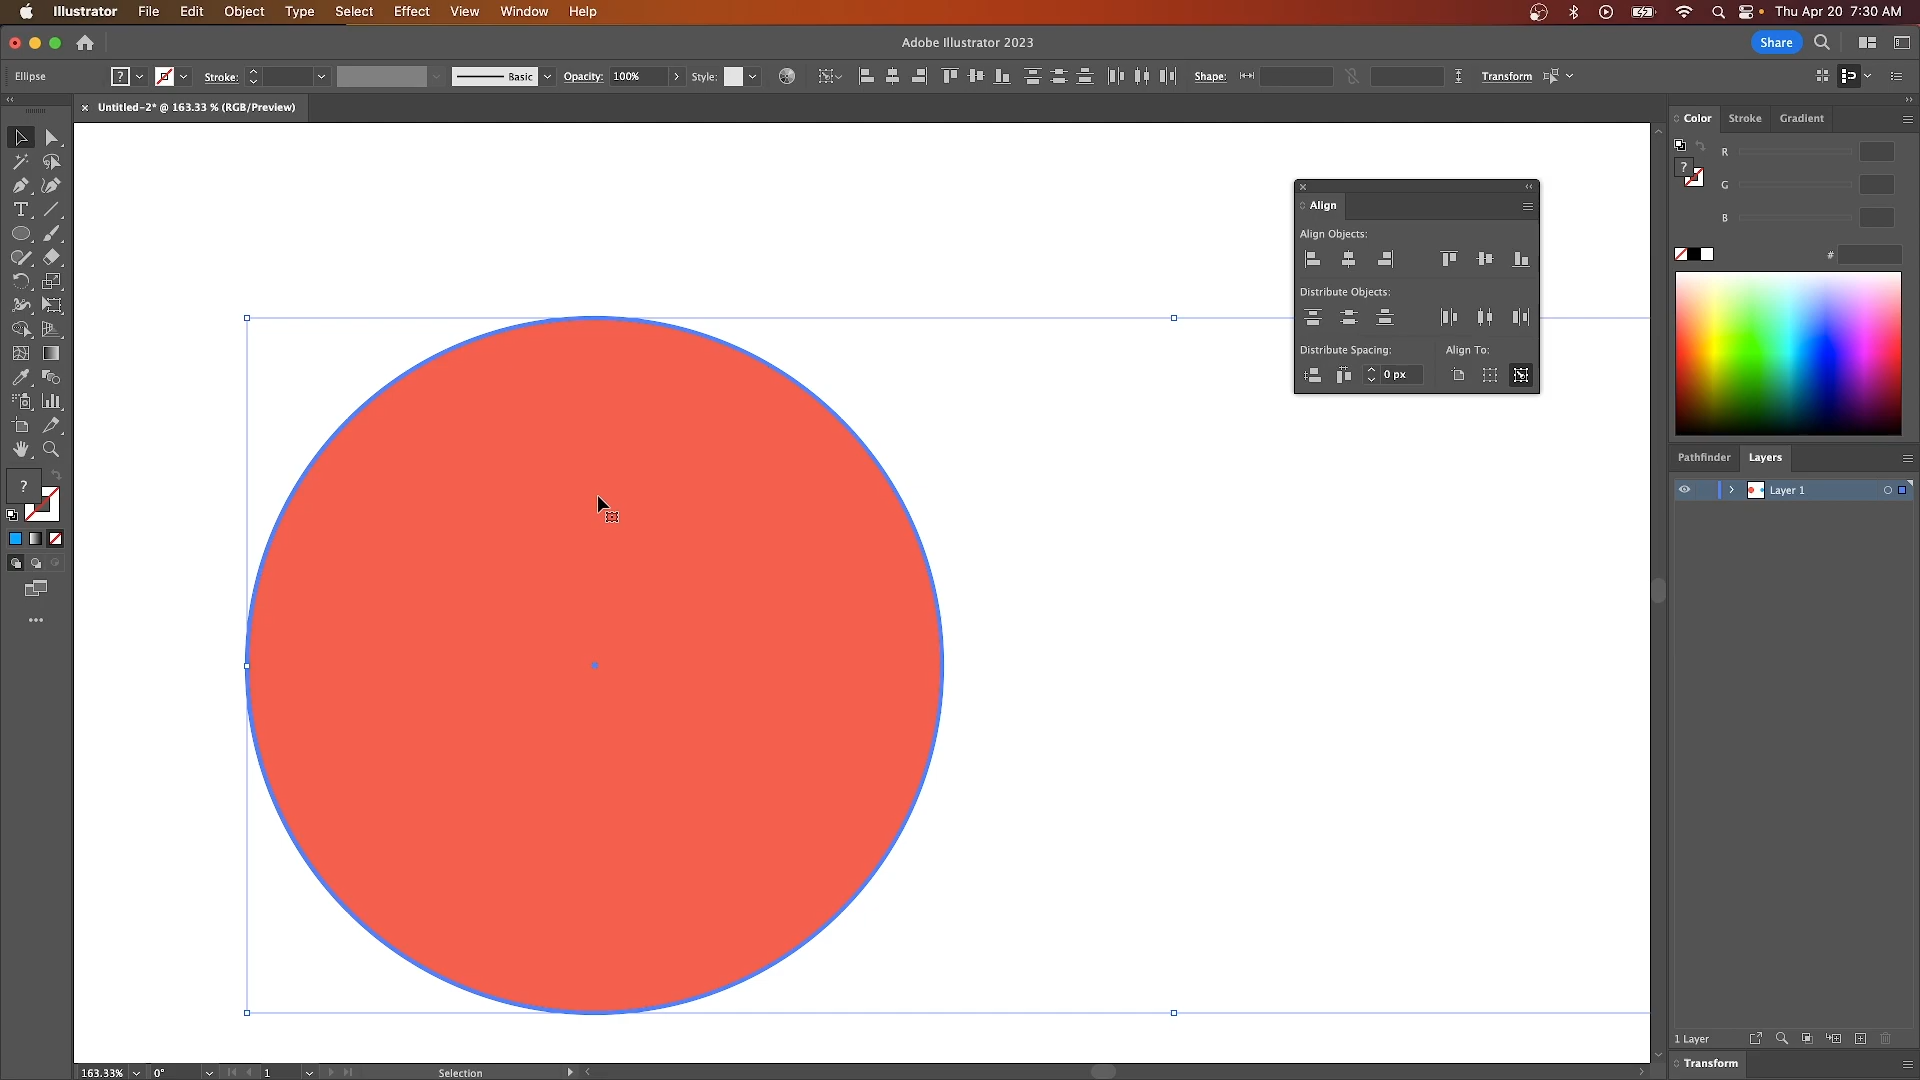 Illustrator File Edit Object Type Select Effect View Window Help Thu Apr 20 7:30 AM
Adobe Illustrator 2023 Share
Ellipse ? Stroke: Basic Opacity: 100% Style: Shape: Transform
Untitled-2* @ 163.33 % (RGB/Preview)
Color Stroke Gradient
R
?
G
B
#
Align
Align Objects:
Distribute Objects:
Distribute Spacing: Align To:
0 px
Pathfinder Layers
Layer 1
?
1 Layer
Transform
163.33% 0° 1 Selection